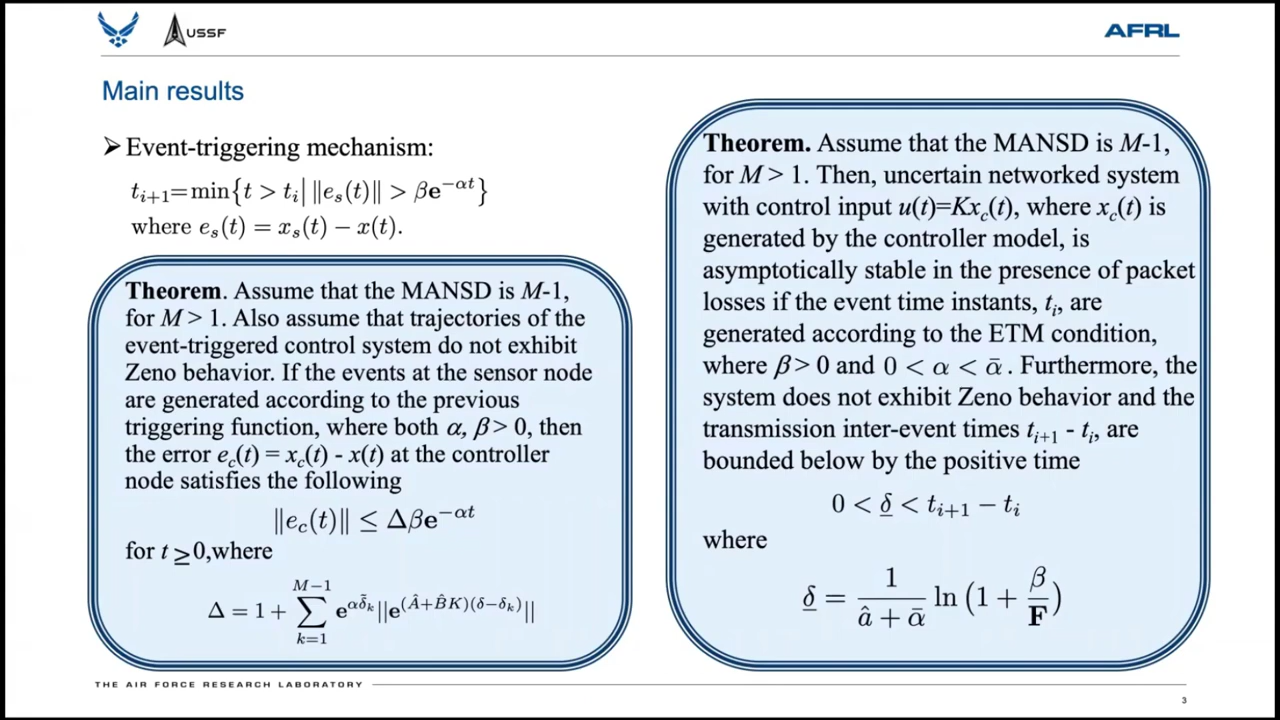 USSF
AFRL
Main results
➢ Event-triggering mechanism:
t_{i+1}=min{t > t_i| ||e_s(t)|| > βe^{−αt}}
where e_s(t) = x_s(t) − x(t).
Theorem. Assume that the MANSD is M-1,
for M > 1. Also assume that trajectories of the
event-triggered control system do not exhibit
Zeno behavior. If the events at the sensor node
are generated according to the previous
triggering function, where both α, β > 0, then
the error e_c(t) = x_c(t) - x(t) at the controller
node satisfies the following
||e_c(t)|| ≤ Δβe^{−αt}
for t ≥0,where
Δ = 1 + ∑_{k=1}^{M−1} e^{αδ̄_k}||e^{(Â+B̂K)(δ−δ_k)}||
Theorem. Assume that the MANSD is M-1,
for M > 1. Then, uncertain networked system
with control input u(t)=Kx_c(t), where x_c(t) is
generated by the controller model, is
asymptotically stable in the presence of packet
losses if the event time instants, t_i, are
generated according to the ETM condition,
where β > 0 and 0 < α < ᾱ. Furthermore, the
system does not exhibit Zeno behavior and the
transmission inter-event times t_{i+1} - t_i, are
bounded below by the positive time
0 < δ̲ < t_{i+1} − t_i
where
δ̲ = \frac{1}{â + ᾱ} ln(1 + \frac{β}{F})
THE AIR FORCE RESEARCH LABORATORY
3